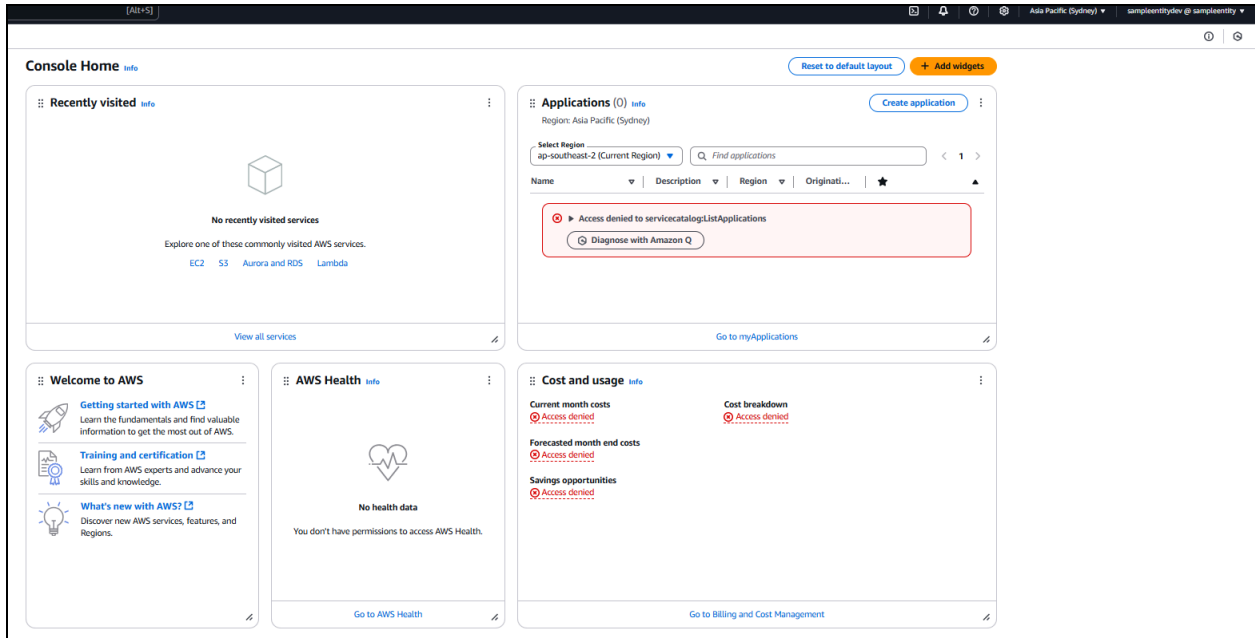 [Alt+S]
Asia Pacific (Sydney) ▼
sampleentitydev @ sampleentity ▼
Console Home Info
Reset to default layout
+ Add widgets
Recently visited Info
No recently visited services
Explore one of these commonly visited AWS services.
EC2 S3 Aurora and RDS Lambda
View all services
Applications (0) Info
Create application
Region: Asia Pacific (Sydney)
Select Region
ap-southeast-2 (Current Region) ▼
Find applications
< 1 >
Name Description Region Originati...
Access denied to servicecatalog:ListApplications
Diagnose with Amazon Q
Go to myApplications
Welcome to AWS
Getting started with AWS
Learn the fundamentals and find valuable
information to get the most out of AWS.
Training and certification
Learn from AWS experts and advance your
skills and knowledge.
What's new with AWS?
Discover new AWS services, features, and
Regions.
AWS Health Info
No health data
You don't have permissions to access AWS Health.
Go to AWS Health
Cost and usage Info
Current month costs
Access denied
Forecasted month end costs
Access denied
Savings opportunities
Access denied
Cost breakdown
Access denied
Go to Billing and Cost Management